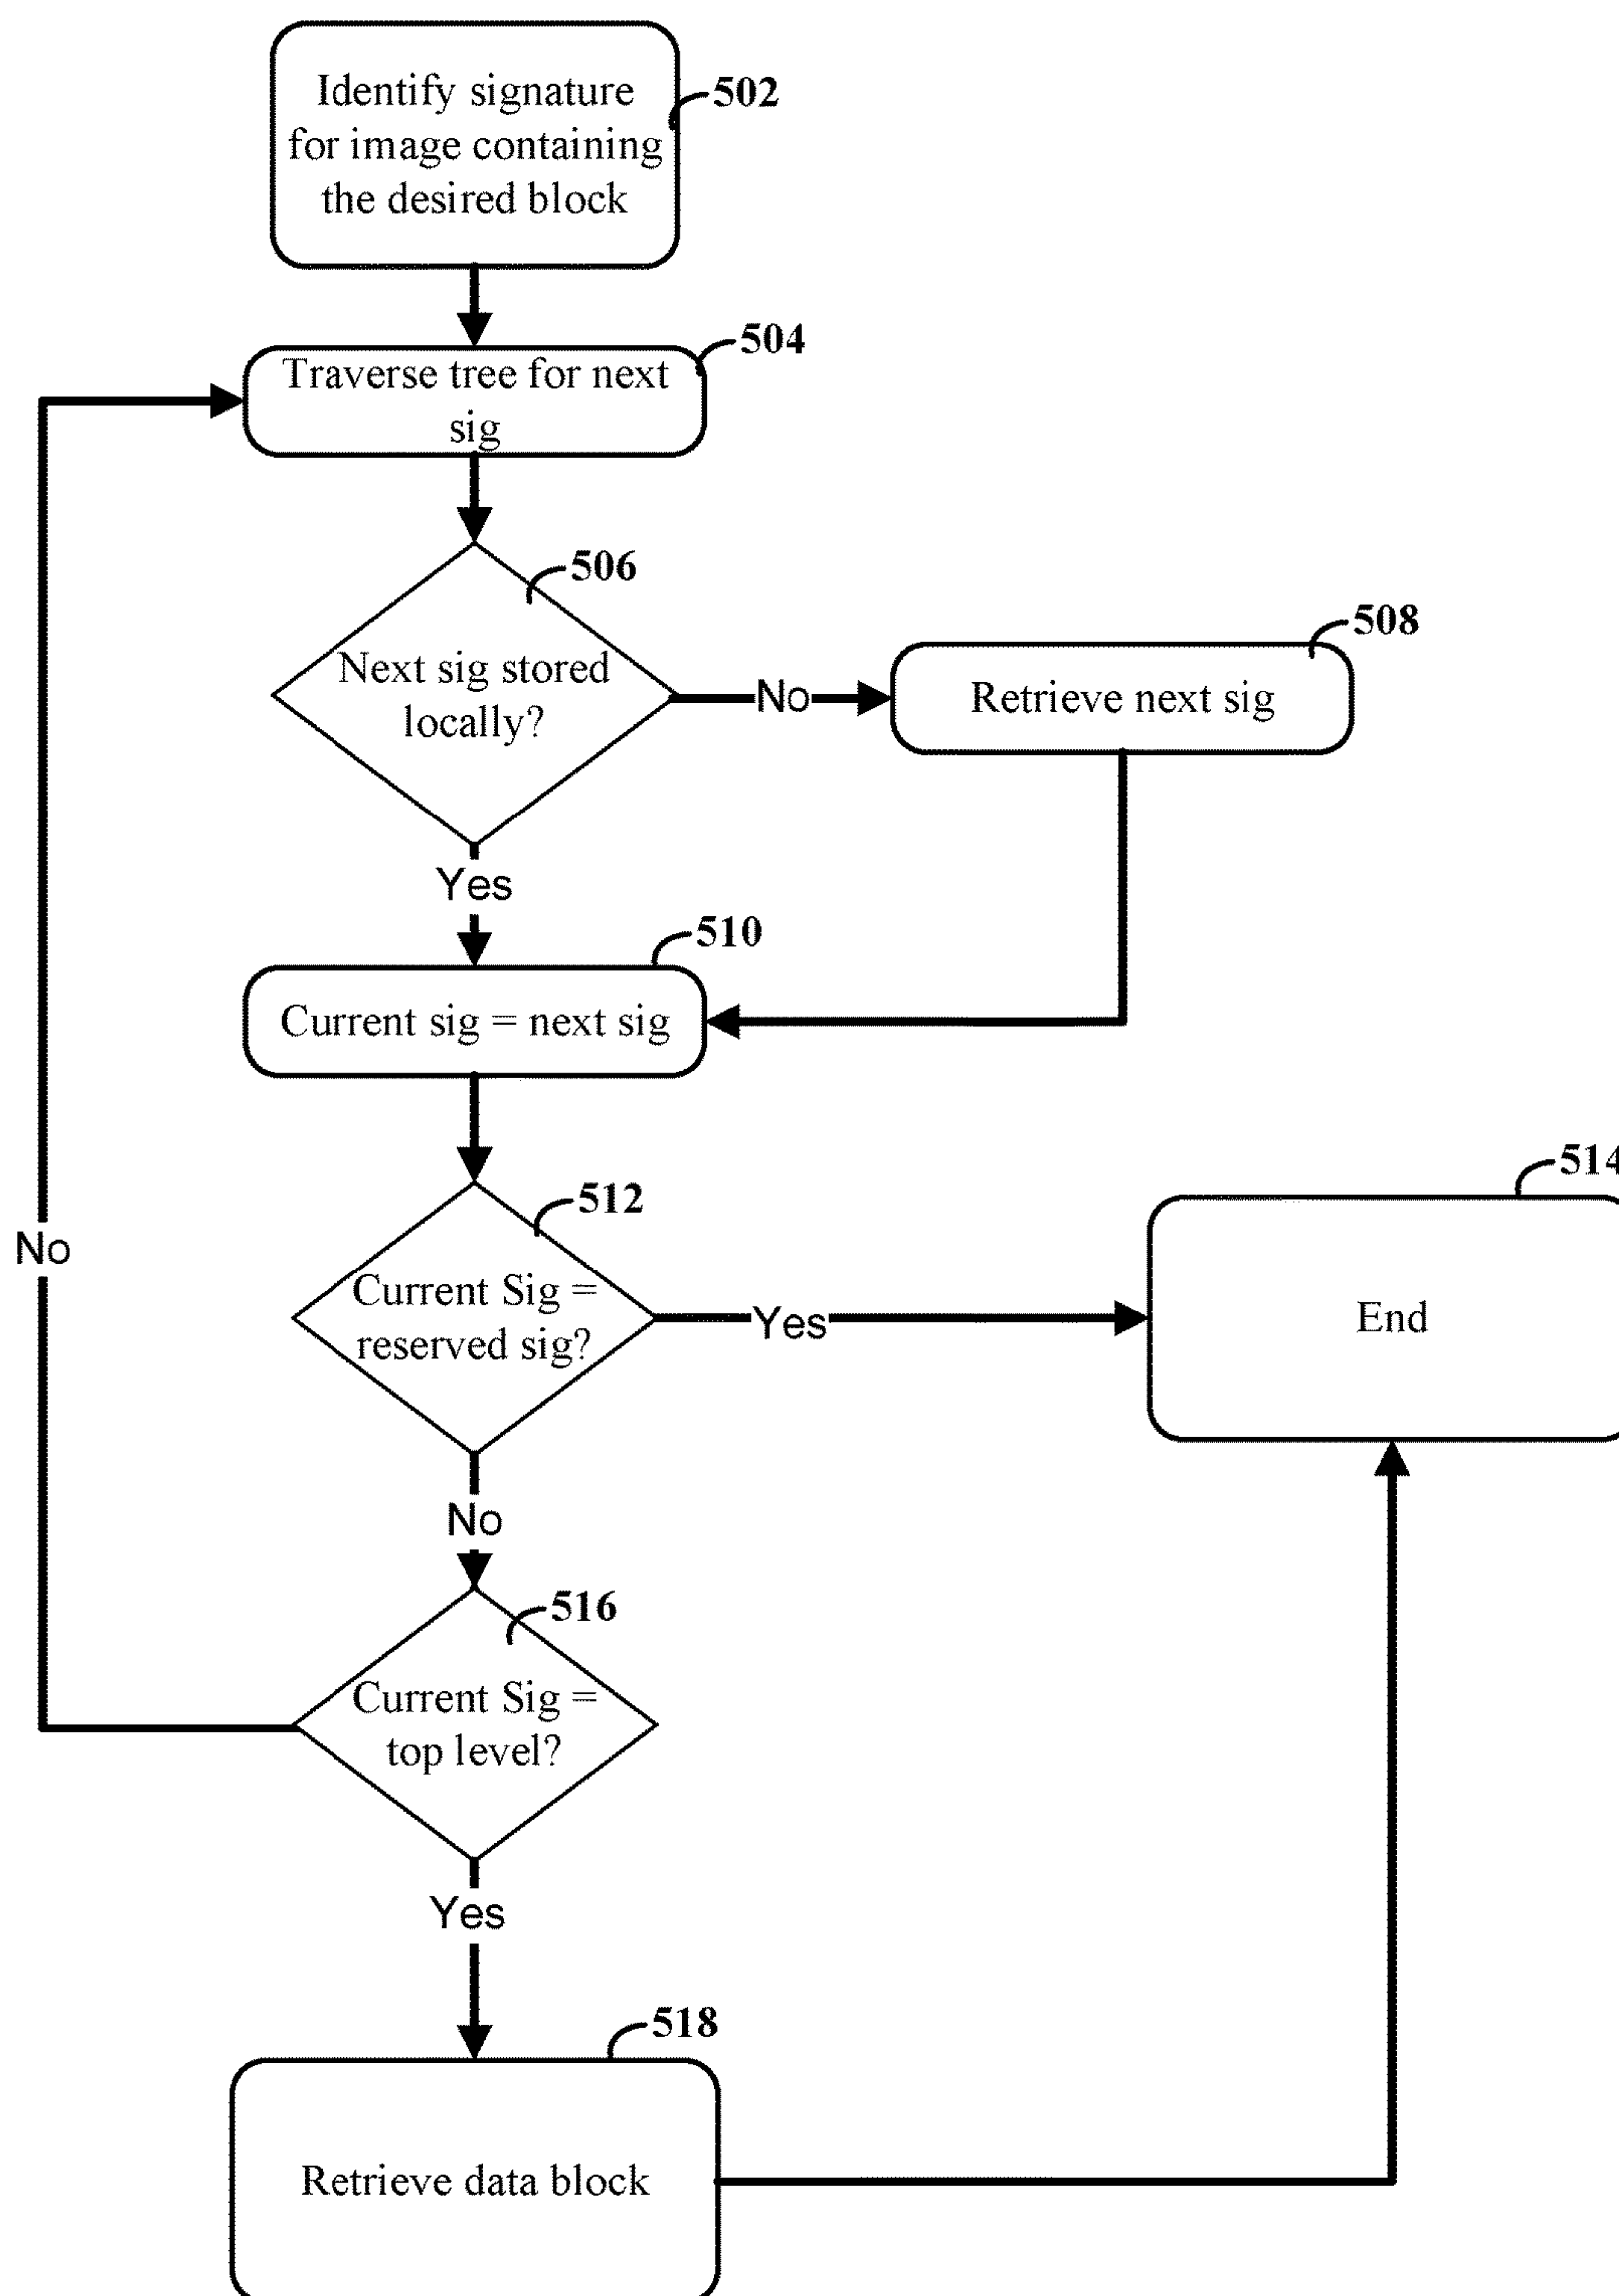 Identify signature
for image containing
the desired block
502
Traverse tree for next
sig
504
Next sig stored
locally?
506
No
Retrieve next sig
508
Yes
Current sig = next sig
510
Current Sig =
reserved sig?
512
Yes
End
514
No
Current Sig =
top level?
516
No
Yes
Retrieve data block
518